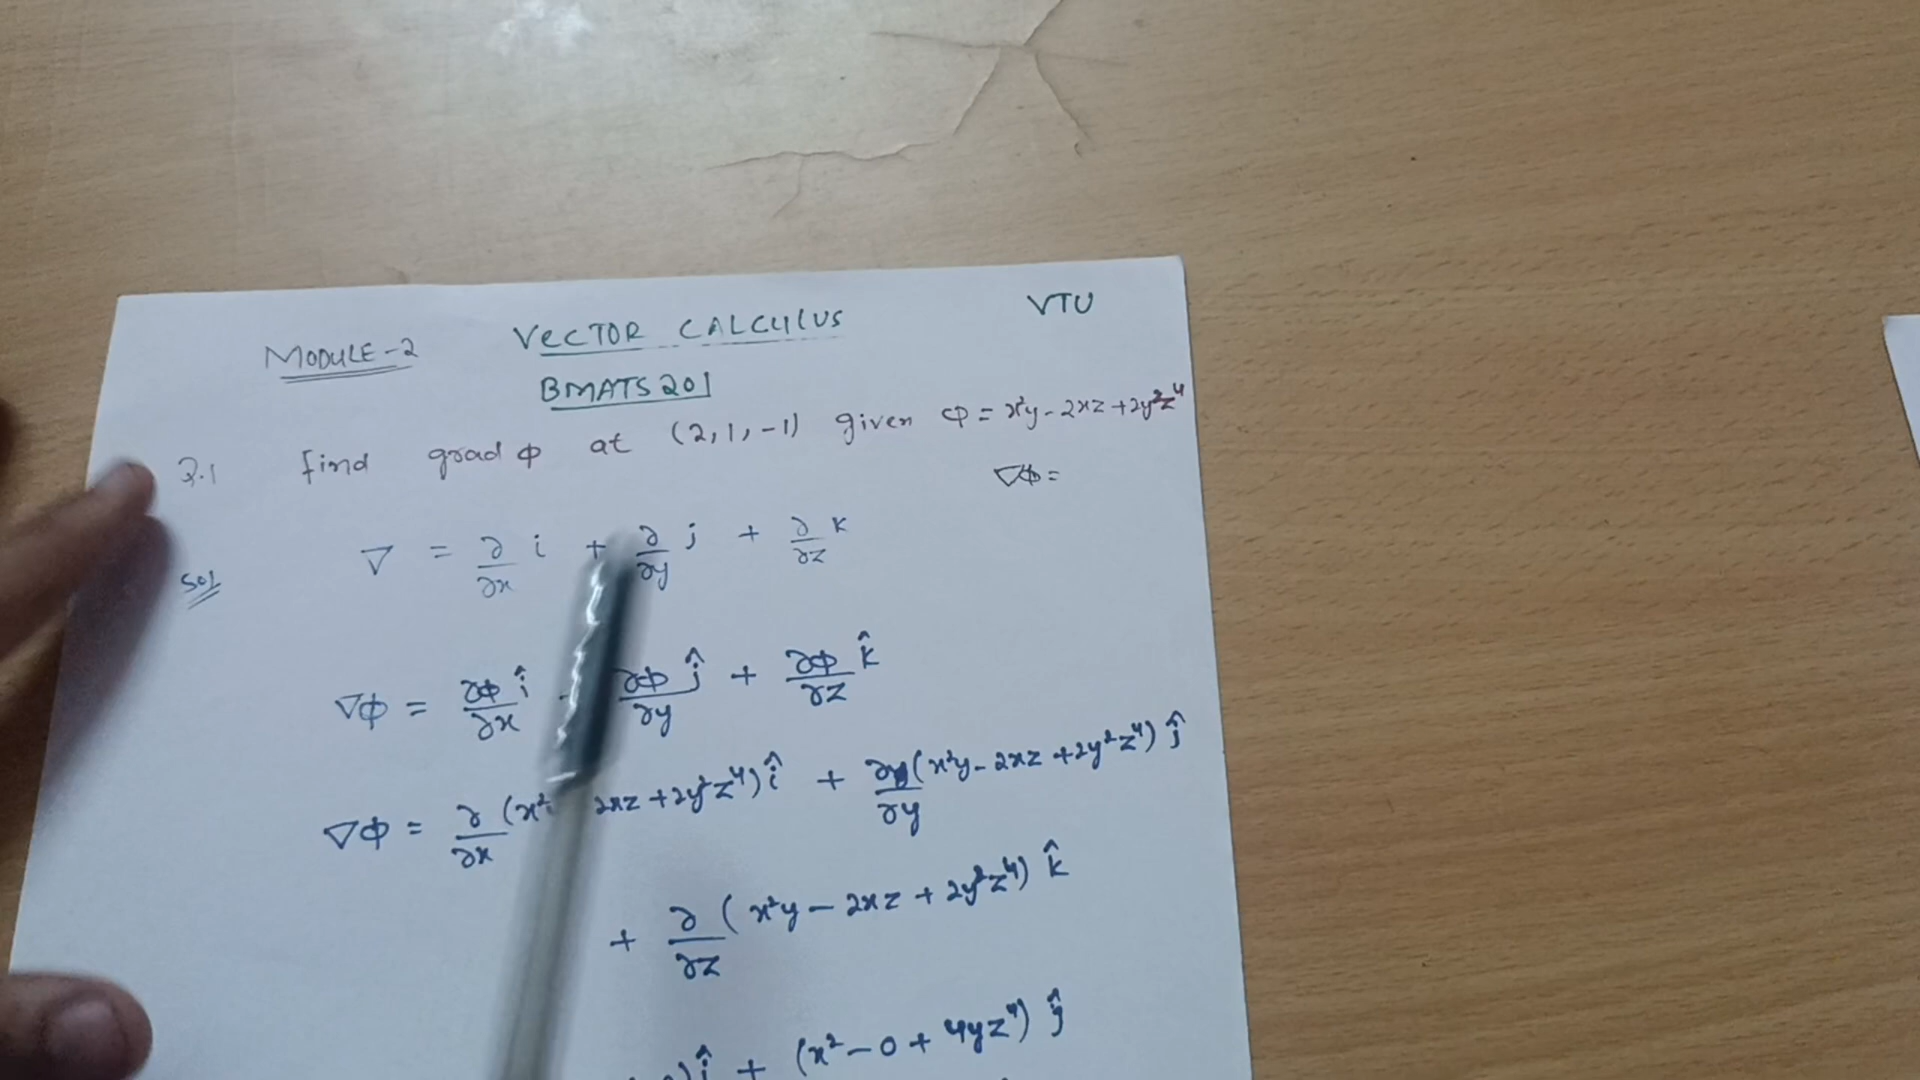 MODULE-2 VECTOR CALCULUS VTU
BMATS201
Q.1 find grad φ at (2,1,-1) given φ = x²y - 2xz + 2y²z⁴
∇φ =
Sol ∇ = ∂/∂x i + ∂/∂y j + ∂/∂z k
∇φ = ∂φ/∂x î ∂φ/∂y ĵ + ∂φ/∂z k̂
∇φ = ∂/∂x (x² 2xz + 2y²z⁴) î + ∂/∂y (x²y - 2xz + 2y²z⁴) ĵ
+ ∂/∂z (x²y - 2xz + 2y²z⁴) k̂
) î + (x² - 0 + 4yz⁴) ĵ